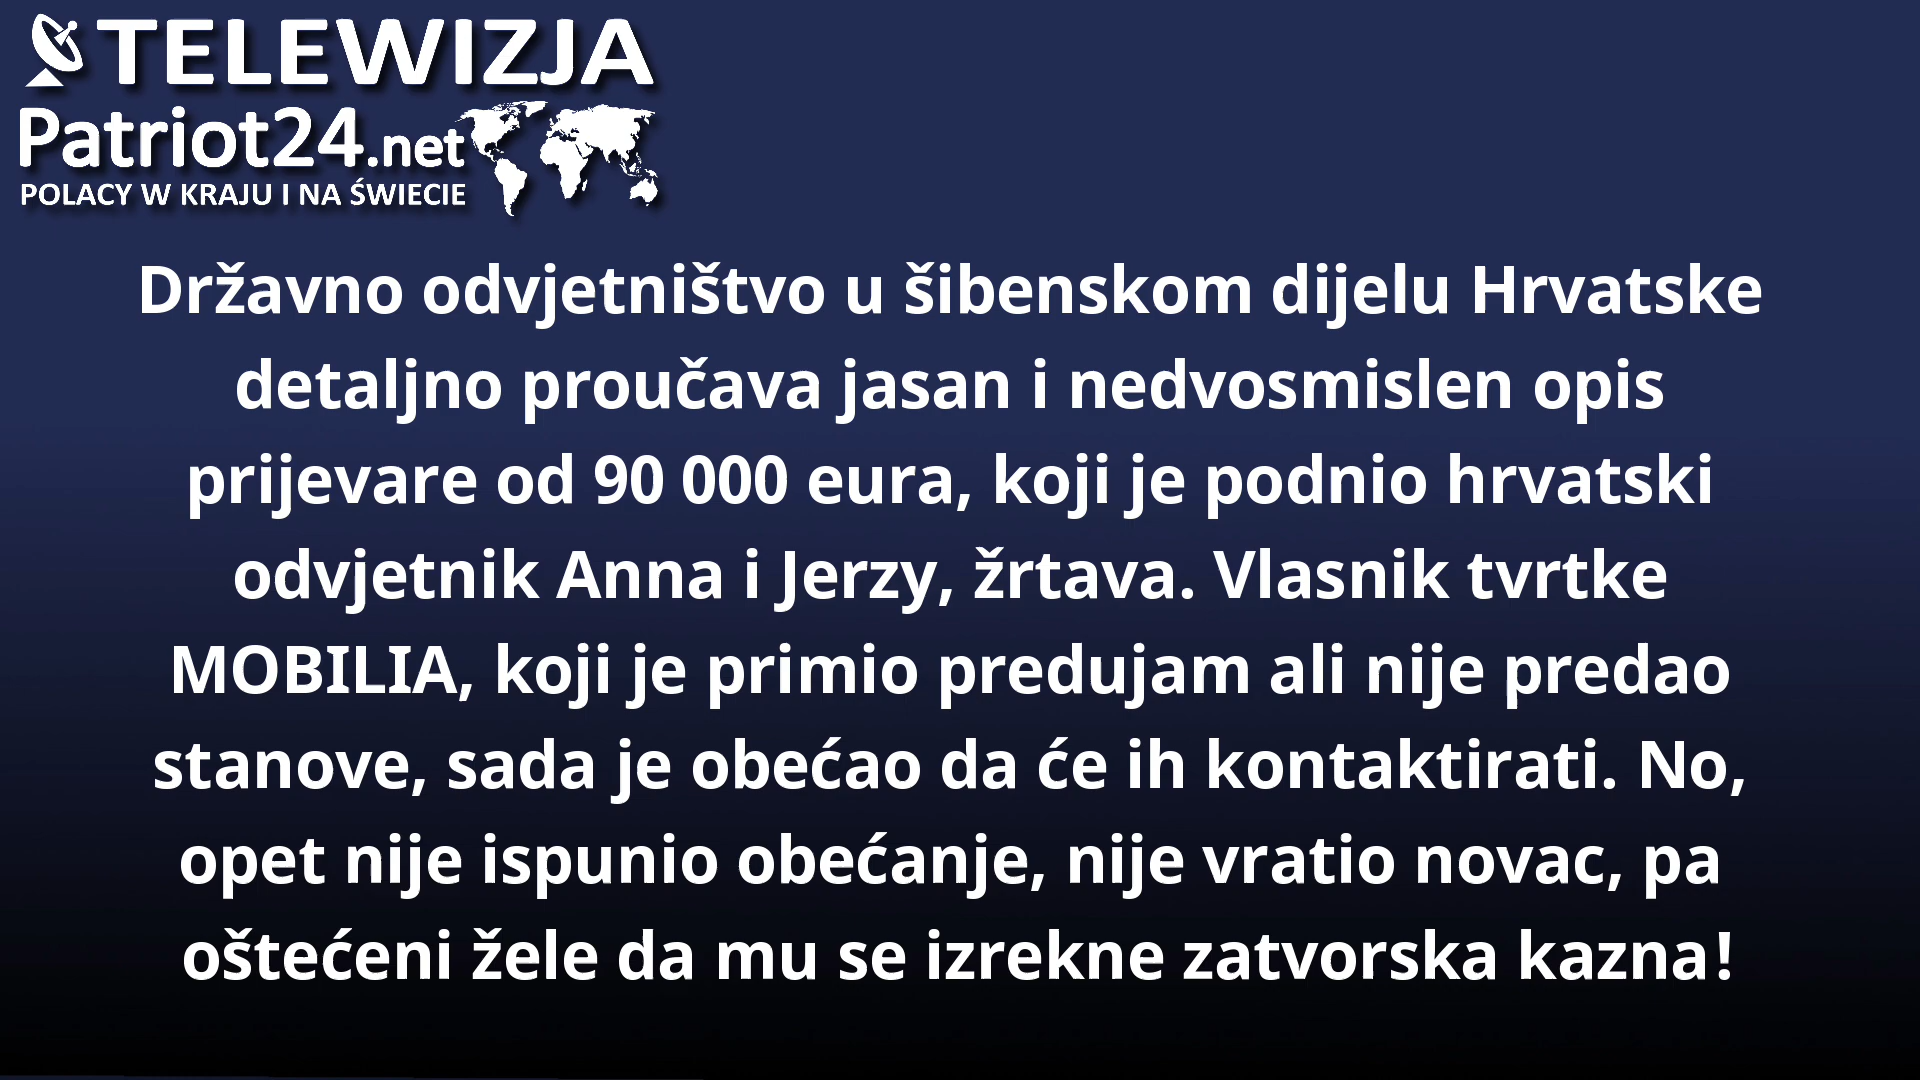 TELEWIZJA
Patriot24.net
POLACY W KRAJU I NA ŚWIECIE
Državno odvjetništvo u šibenskom dijelu Hrvatske
detaljno proučava jasan i nedvosmislen opis
prijevare od 90 000 eura, koji je podnio hrvatski
odvjetnik Anna i Jerzy, žrtava. Vlasnik tvrtke
MOBILIA, koji je primio predujam ali nije predao
stanove, sada je obećao da će ih kontaktirati. No,
opet nije ispunio obećanje, nije vratio novac, pa
oštećeni žele da mu se izrekne zatvorska kazna!